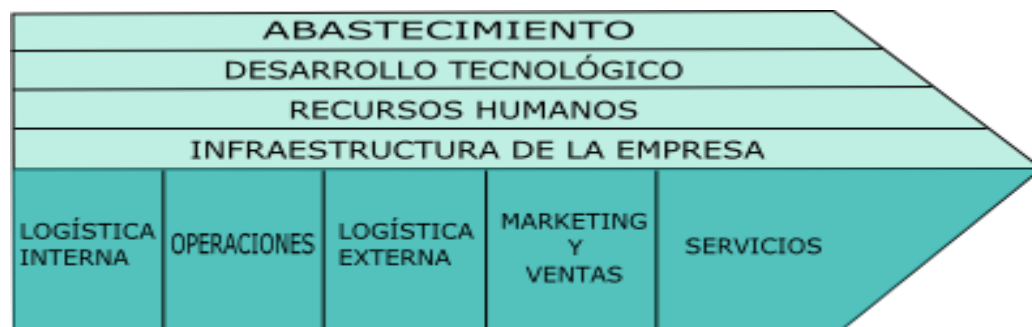 ABASTECIMIENTO
DESARROLLO TECNOLÓGICO
RECURSOS HUMANOS
INFRAESTRUCTURA DE LA EMPRESA
LOGÍSTICA
INTERNA
OPERACIONES
LOGÍSTICA
EXTERNA
MARKETING
Y
VENTAS
SERVICIOS